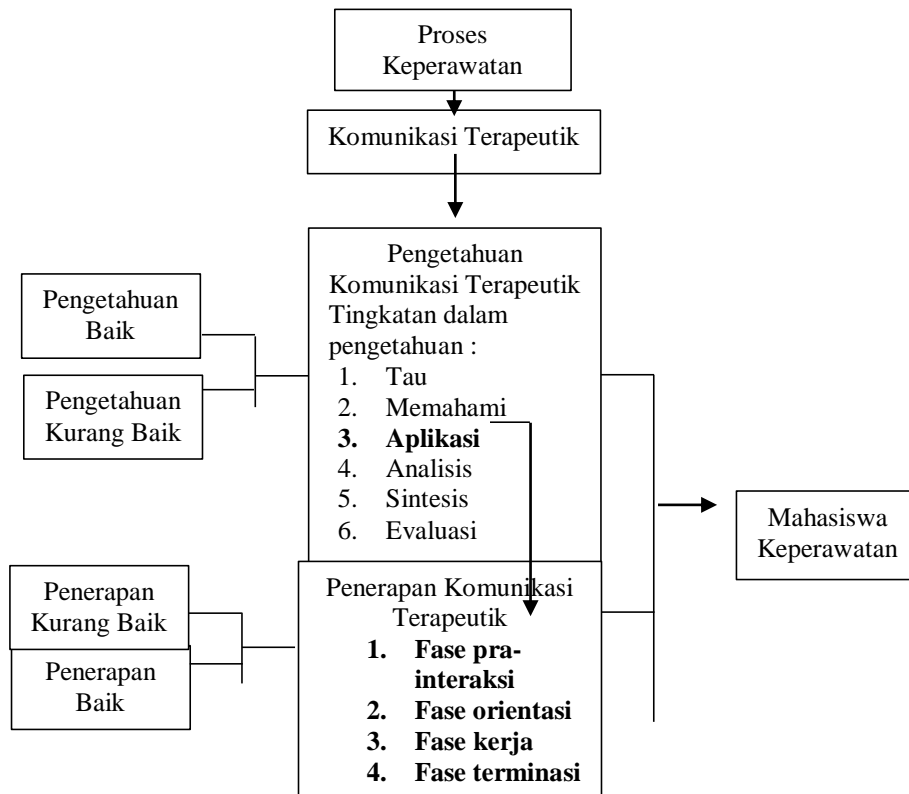 Proses
Keperawatan
Komunikasi Terapeutik
Pengetahuan
Komunikasi Terapeutik
Tingkatan dalam
pengetahuan :
1. Tau
2. Memahami
3. Aplikasi
4. Analisis
5. Sintesis
6. Evaluasi
Pengetahuan
Baik
Pengetahuan
Kurang Baik
Penerapan Komunikasi
Terapeutik
1. Fase pra-
interaksi
2. Fase orientasi
3. Fase kerja
4. Fase terminasi
Penerapan
Kurang Baik
Penerapan
Baik
Mahasiswa
Keperawatan